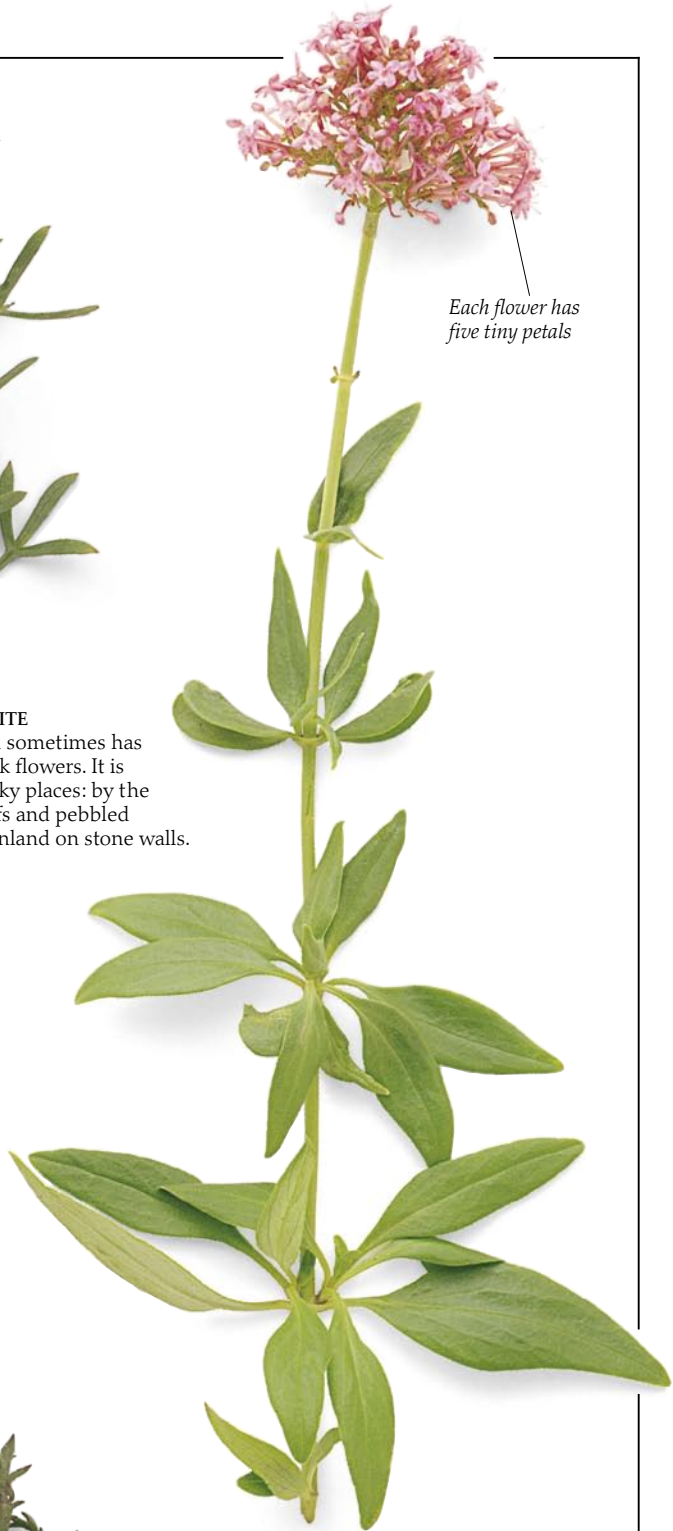 Each flower has
five tiny petals
ITE
sometimes has
k flowers. It is
ky places: by the
fs and pebbled
nland on stone walls.